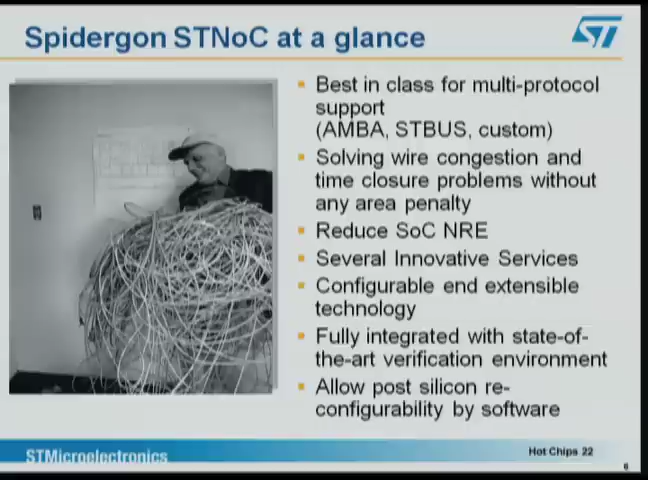 Spidergon STNoC at a glance
ST
Best in class for multi-protocol
support
(AMBA, STBUS, custom)
Solving wire congestion and
time closure problems without
any area penalty
Reduce SoC NRE
Several Innovative Services
Configurable end extensible
technology
Fully integrated with state-of-
the-art verification environment
Allow post silicon re-
configurability by software
STMicroelectronics
Hot Chips 22
6